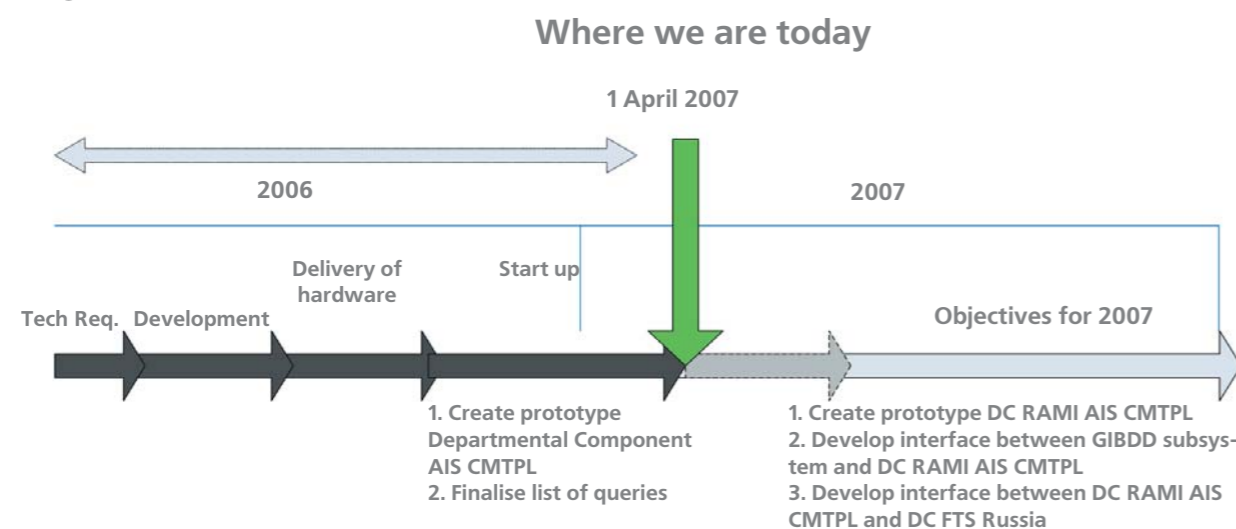 Where we are today
1 April 2007
2006
2007
Delivery of
hardware
Start up
Tech Req.
Development
Objectives for 2007
1. Create prototype
Departmental Component
AIS CMTPL
2. Finalise list of queries
1. Create prototype DC RAMI AIS CMTPL
2. Develop interface between GIBDD subsys-
tem and DC RAMI AIS CMTPL
3. Develop interface between DC RAMI AIS
CMTPL and DC FTS Russia